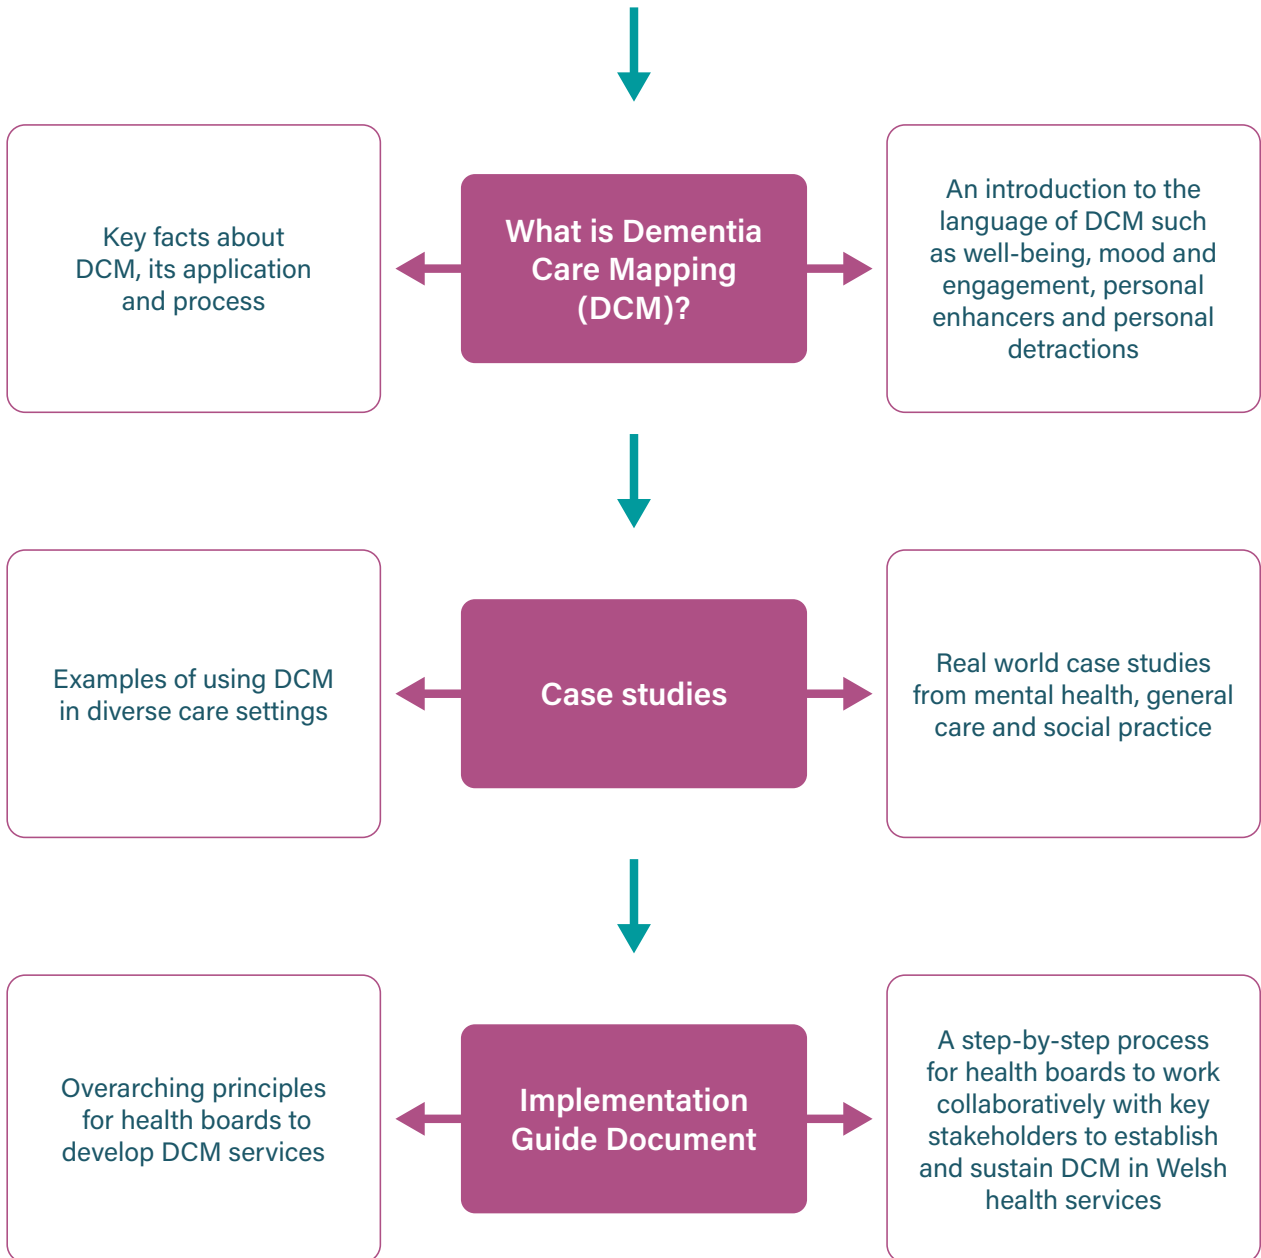 Key facts about
DCM, its application
and process
What is Dementia
Care Mapping
(DCM)?
An introduction to the
language of DCM such
as well-being, mood and
engagement, personal
enhancers and personal
detractions
Examples of using DCM
in diverse care settings
Case studies
Real world case studies
from mental health, general
care and social practice
Overarching principles
for health boards to
develop DCM services
Implementation
Guide Document
A step-by-step process
for health boards to work
collaboratively with key
stakeholders to establish
and sustain DCM in Welsh
health services